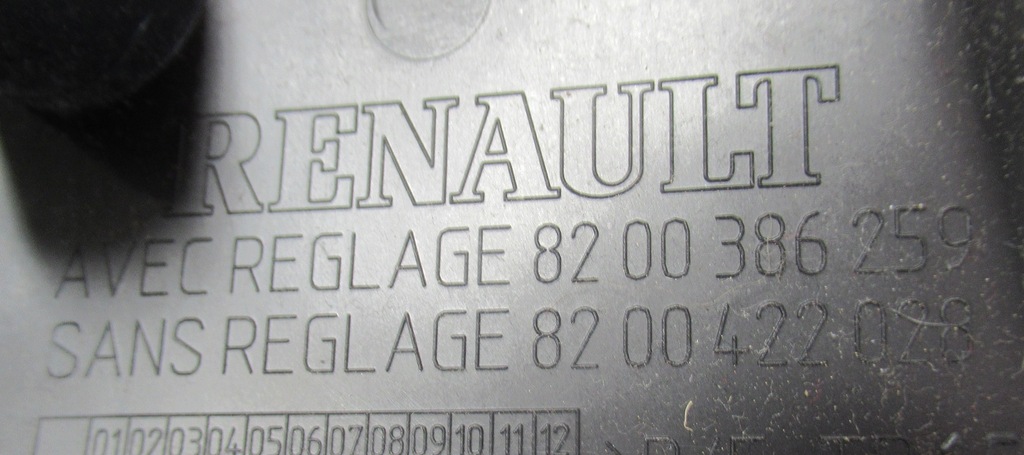 RENAULT
AVEC REGLAGE 82 00 386 259
SANS REGLAGE 82 00 422 028
01 02 03 04 05 06 07 08 09 10 11 12